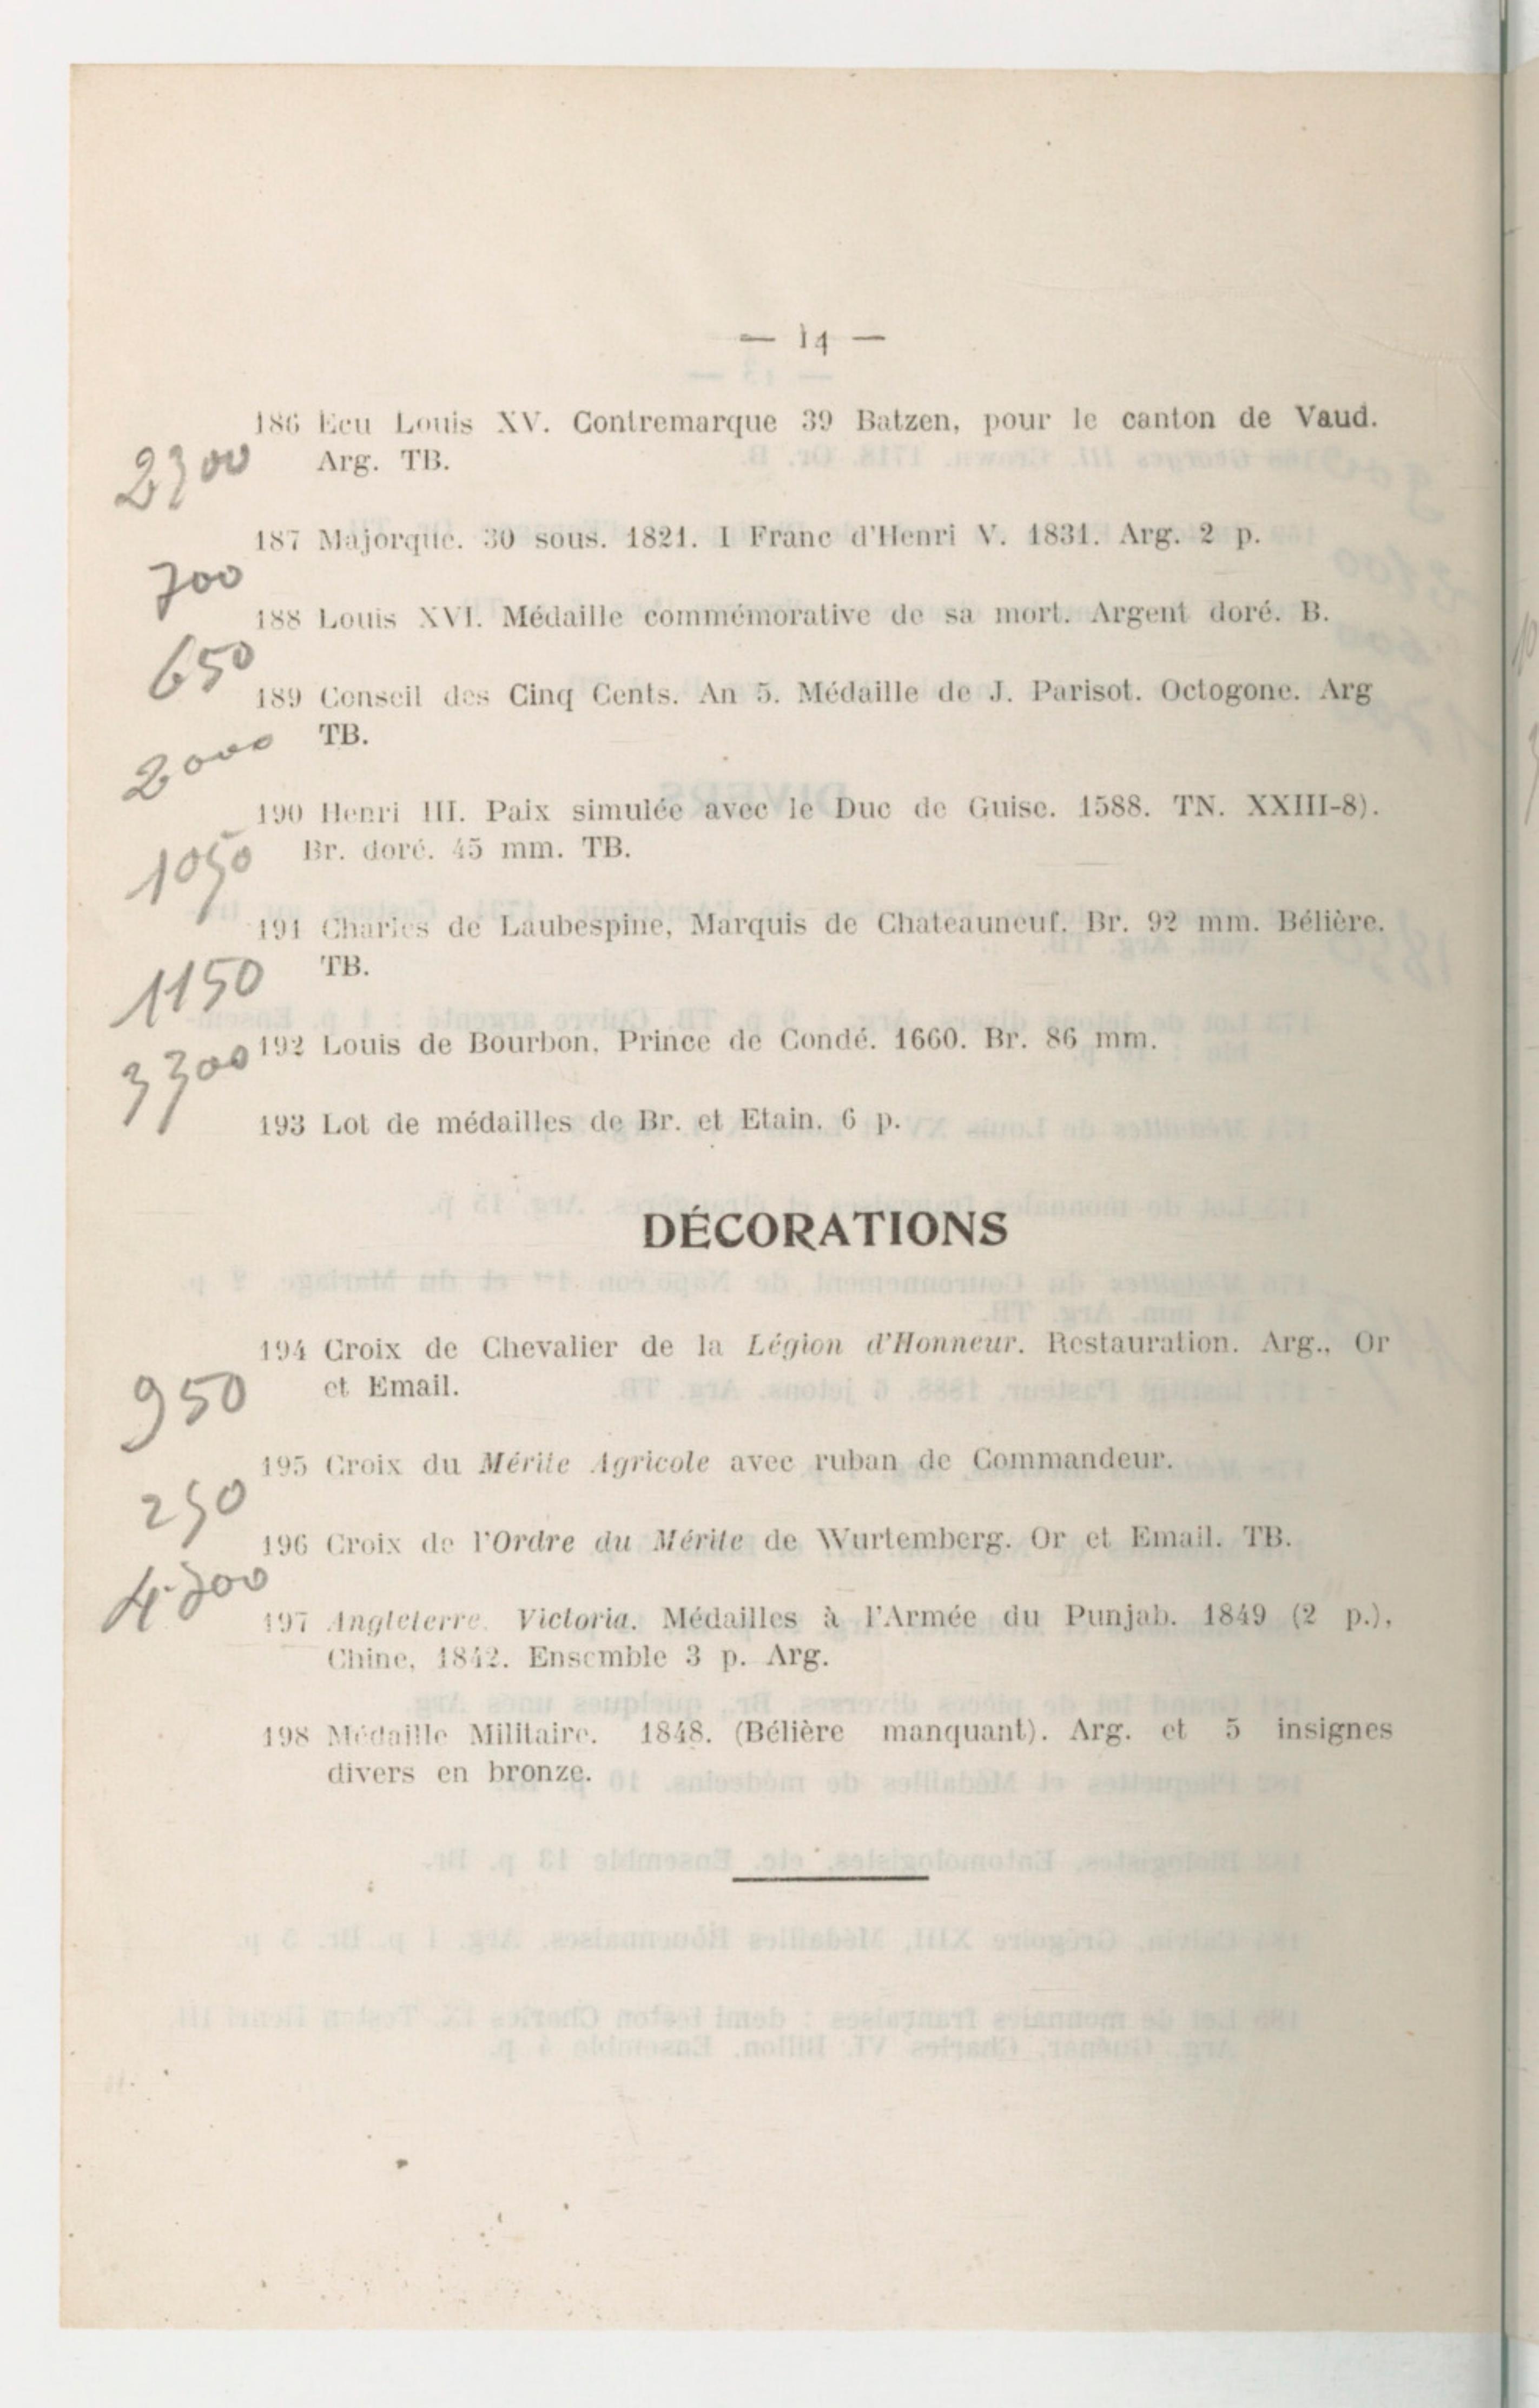 — 14 —
186 Ecu Louis XV. Contremarque 39 Batzen, pour le canton de Vaud.
Arg. TB.
187 Majorque. 30 sous. 1821. I Franc d'Henri V. 1831. Arg. 2 p.
700
188 Louis XVI. Médaille commémorative de sa mort. Argent doré. B.
650
189 Conseil des Cinq Cents. An 5. Médaille de J. Parisot. Octogone. Arg
TB.
2000
190 Henri III. Paix simulée avec le Duc de Guise. 1588. TN. XXIII-8).
Br. doré. 45 mm. TB.
1050
191 Charles de Laubespine, Marquis de Chateauneuf. Br. 92 mm. Bélière.
TB.
1150
192 Louis de Bourbon, Prince de Condé. 1660. Br. 86 mm.
193 Lot de médailles de Br. et Etain. 6 p.
DÉCORATIONS
194 Croix de Chevalier de la Légion d'Honneur. Restauration. Arg., Or
et Email.
950
195 Croix du Mérite Agricole avec ruban de Commandeur.
250
196 Croix de l'Ordre du Mérite de Wurtemberg. Or et Email. TB.
197 Angleterre. Victoria. Médailles à l'Armée du Punjab. 1849 (2 p.),
Chine, 1842. Ensemble 3 p. Arg.
198 Médaille Militaire. 1848. (Bélière manquant). Arg. et 5 insignes
divers en bronze.